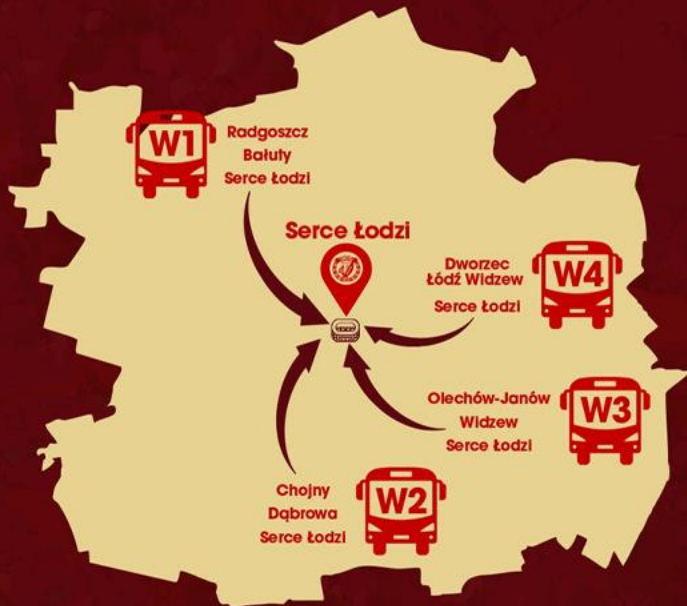 W1
Radgoszcz
Bałuty
Serce Łodzi
Serce Łodzi
Dworzec
Łódź Widzew
Serce Łodzi
W4
Olechów-Janów
Widzew
Serce Łodzi
W3
Chojny
Dąbrowa
Serce Łodzi
W2